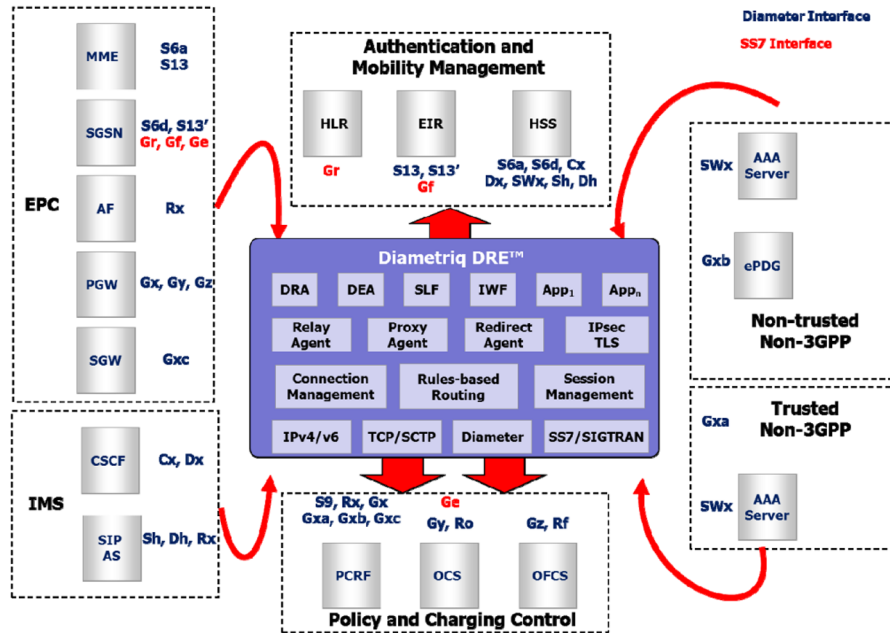 Diameter Interface
SS7 Interface
EPC
MME
S6a
S13
SGSN
S6d, S13'
Gr, Gf, Ge
AF
Rx
PGW
Gx, Gy, Gz
SGW
Gxc
IMS
CSCF
Cx, Dx
SIP
AS
Sh, Dh, Rx
Authentication and
Mobility Management
HLR
Gr
EIR
S13, S13'
Gf
HSS
S6a, S6d, Cx
Dx, SWx, Sh, Dh
Diametriq DRE™
DRA
DEA
SLF
IWF
App1
Appn
Relay
Agent
Proxy
Agent
Redirect
Agent
IPsec
TLS
Connection
Management
Rules-based
Routing
Session
Management
IPv4/v6
TCP/SCTP
Diameter
SS7/SIGTRAN
S9, Rx, Gx
Gxa, Gxb, Gxc
PCRF
Ge
Gy, Ro
OCS
Gz, Rf
OFCS
Policy and Charging Control
SWx
AAA
Server
Gxb
ePDG
Non-trusted
Non-3GPP
Gxa
Trusted
Non-3GPP
SWx
AAA
Server